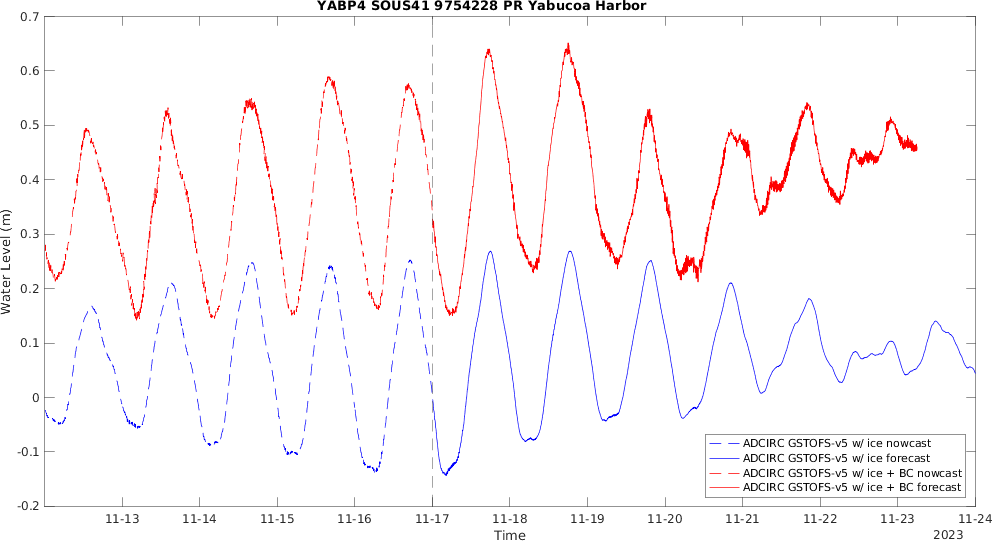 YABP4 SOUS41 9754228 PR Yabucoa Harbor
Water Level (m)
0.7
0.6
0.5
0.4
0.3
0.2
0.1
0
-0.1
-0.2
ADCIRC GSTOFS-v5 w/ ice nowcast
ADCIRC GSTOFS-v5 w/ ice forecast
ADCIRC GSTOFS-v5 w/ ice + BC nowcast
ADCIRC GSTOFS-v5 w/ ice + BC forecast
11-13 11-14 11-15 11-16 11-17 11-18 11-19 11-20 11-21 11-22 11-23 11-24
Time
2023